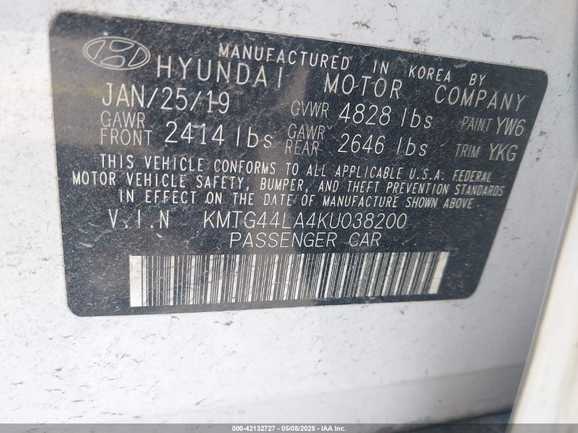 MANUFACTURED IN KOREA BY
HYUNDAI MOTOR COMPANY
JAN/25/19 GVWR 4828 lbs PAINT YW6
GAWR FRONT 2414 lbs GAWR REAR 2646 lbs TRIM YKG
THIS VEHICLE CONFORMS TO ALL APPLICABLE U.S.A. FEDERAL
MOTOR VEHICLE SAFETY, BUMPER, AND THEFT PREVENTION STANDARDS
IN EFFECT ON THE DATE OF MANUFACTURE SHOWN ABOVE.
V.I.N KMTG44LA4KU038200
PASSENGER CAR
000-42132727 - 05/08/2025 - IAA Inc.